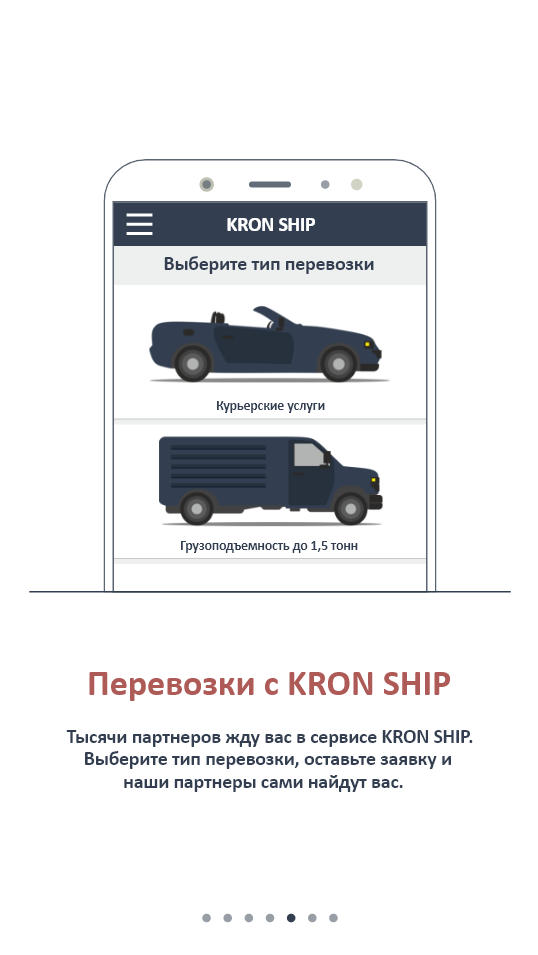 KRON SHIP
Выберите тип перевозки
Курьерские услуги
Грузоподъемность до 1,5 тонн
Перевозки с KRON SHIP
Тысячи партнеров жду вас в сервисе KRON SHIP.
Выберите тип перевозки, оставьте заявку и
наши партнеры сами найдут вас.